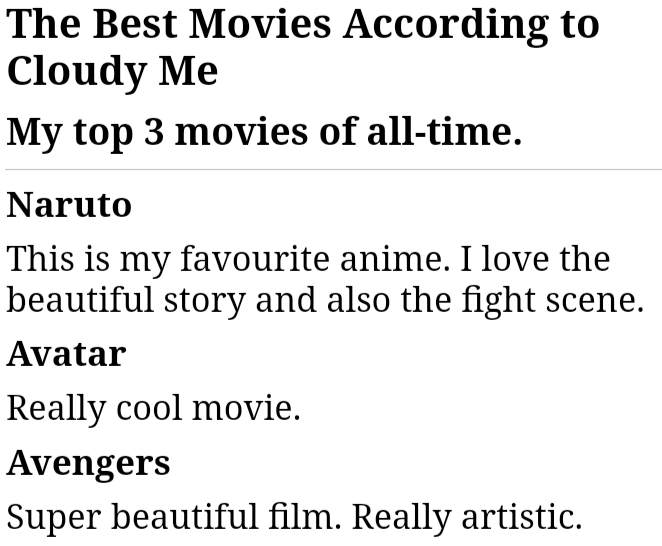 The Best Movies According to
Cloudy Me
My top 3 movies of all-time.
Naruto
This is my favourite anime. I love the
beautiful story and also the fight scene.
Avatar
Really cool movie.
Avengers
Super beautiful film. Really artistic.